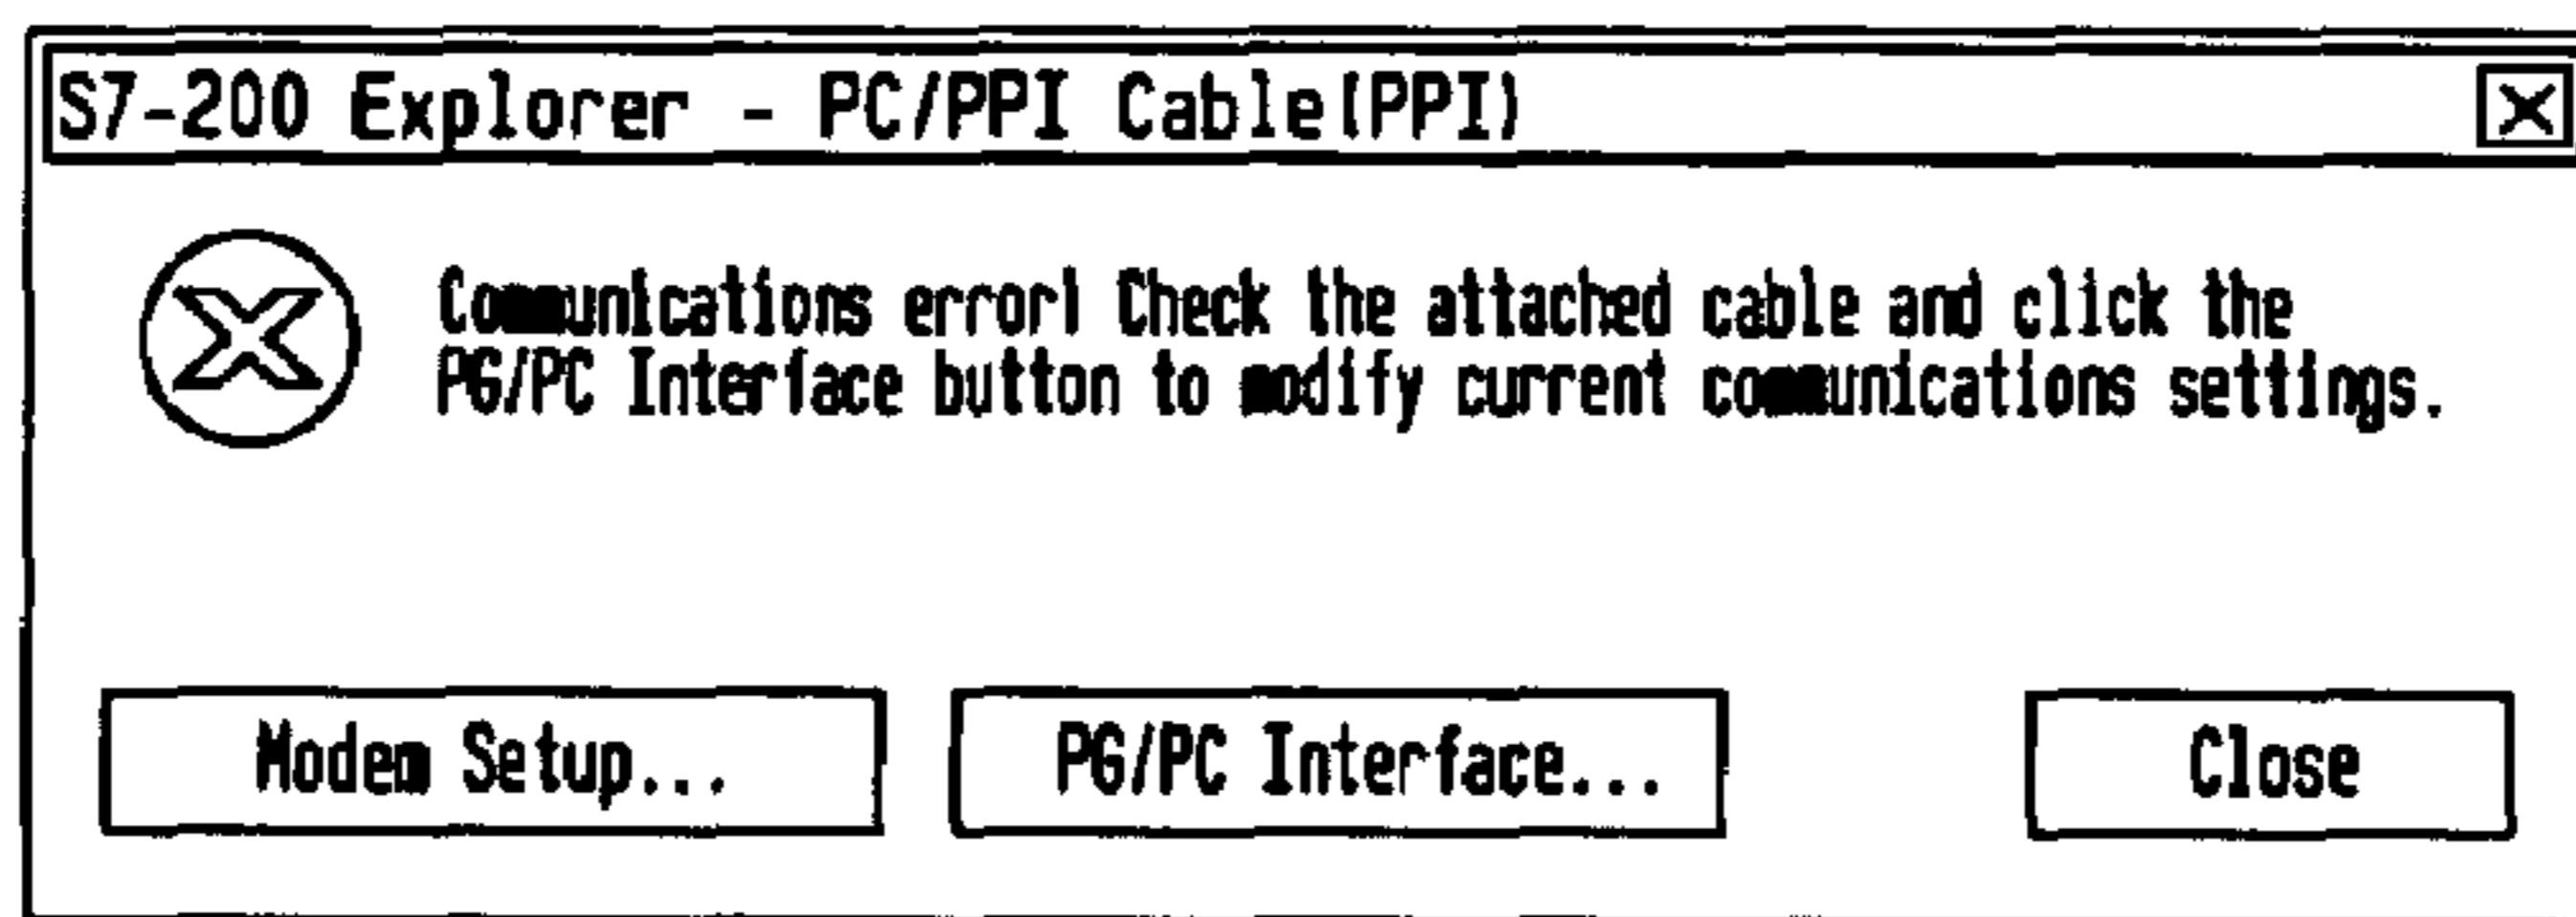 S7-200 Explorer - PC/PPI Cable(PPI)
Communications error! Check the attached cable and click the
PG/PC Interface button to modify current communications settings.
Modem Setup...
PG/PC Interface...
Close